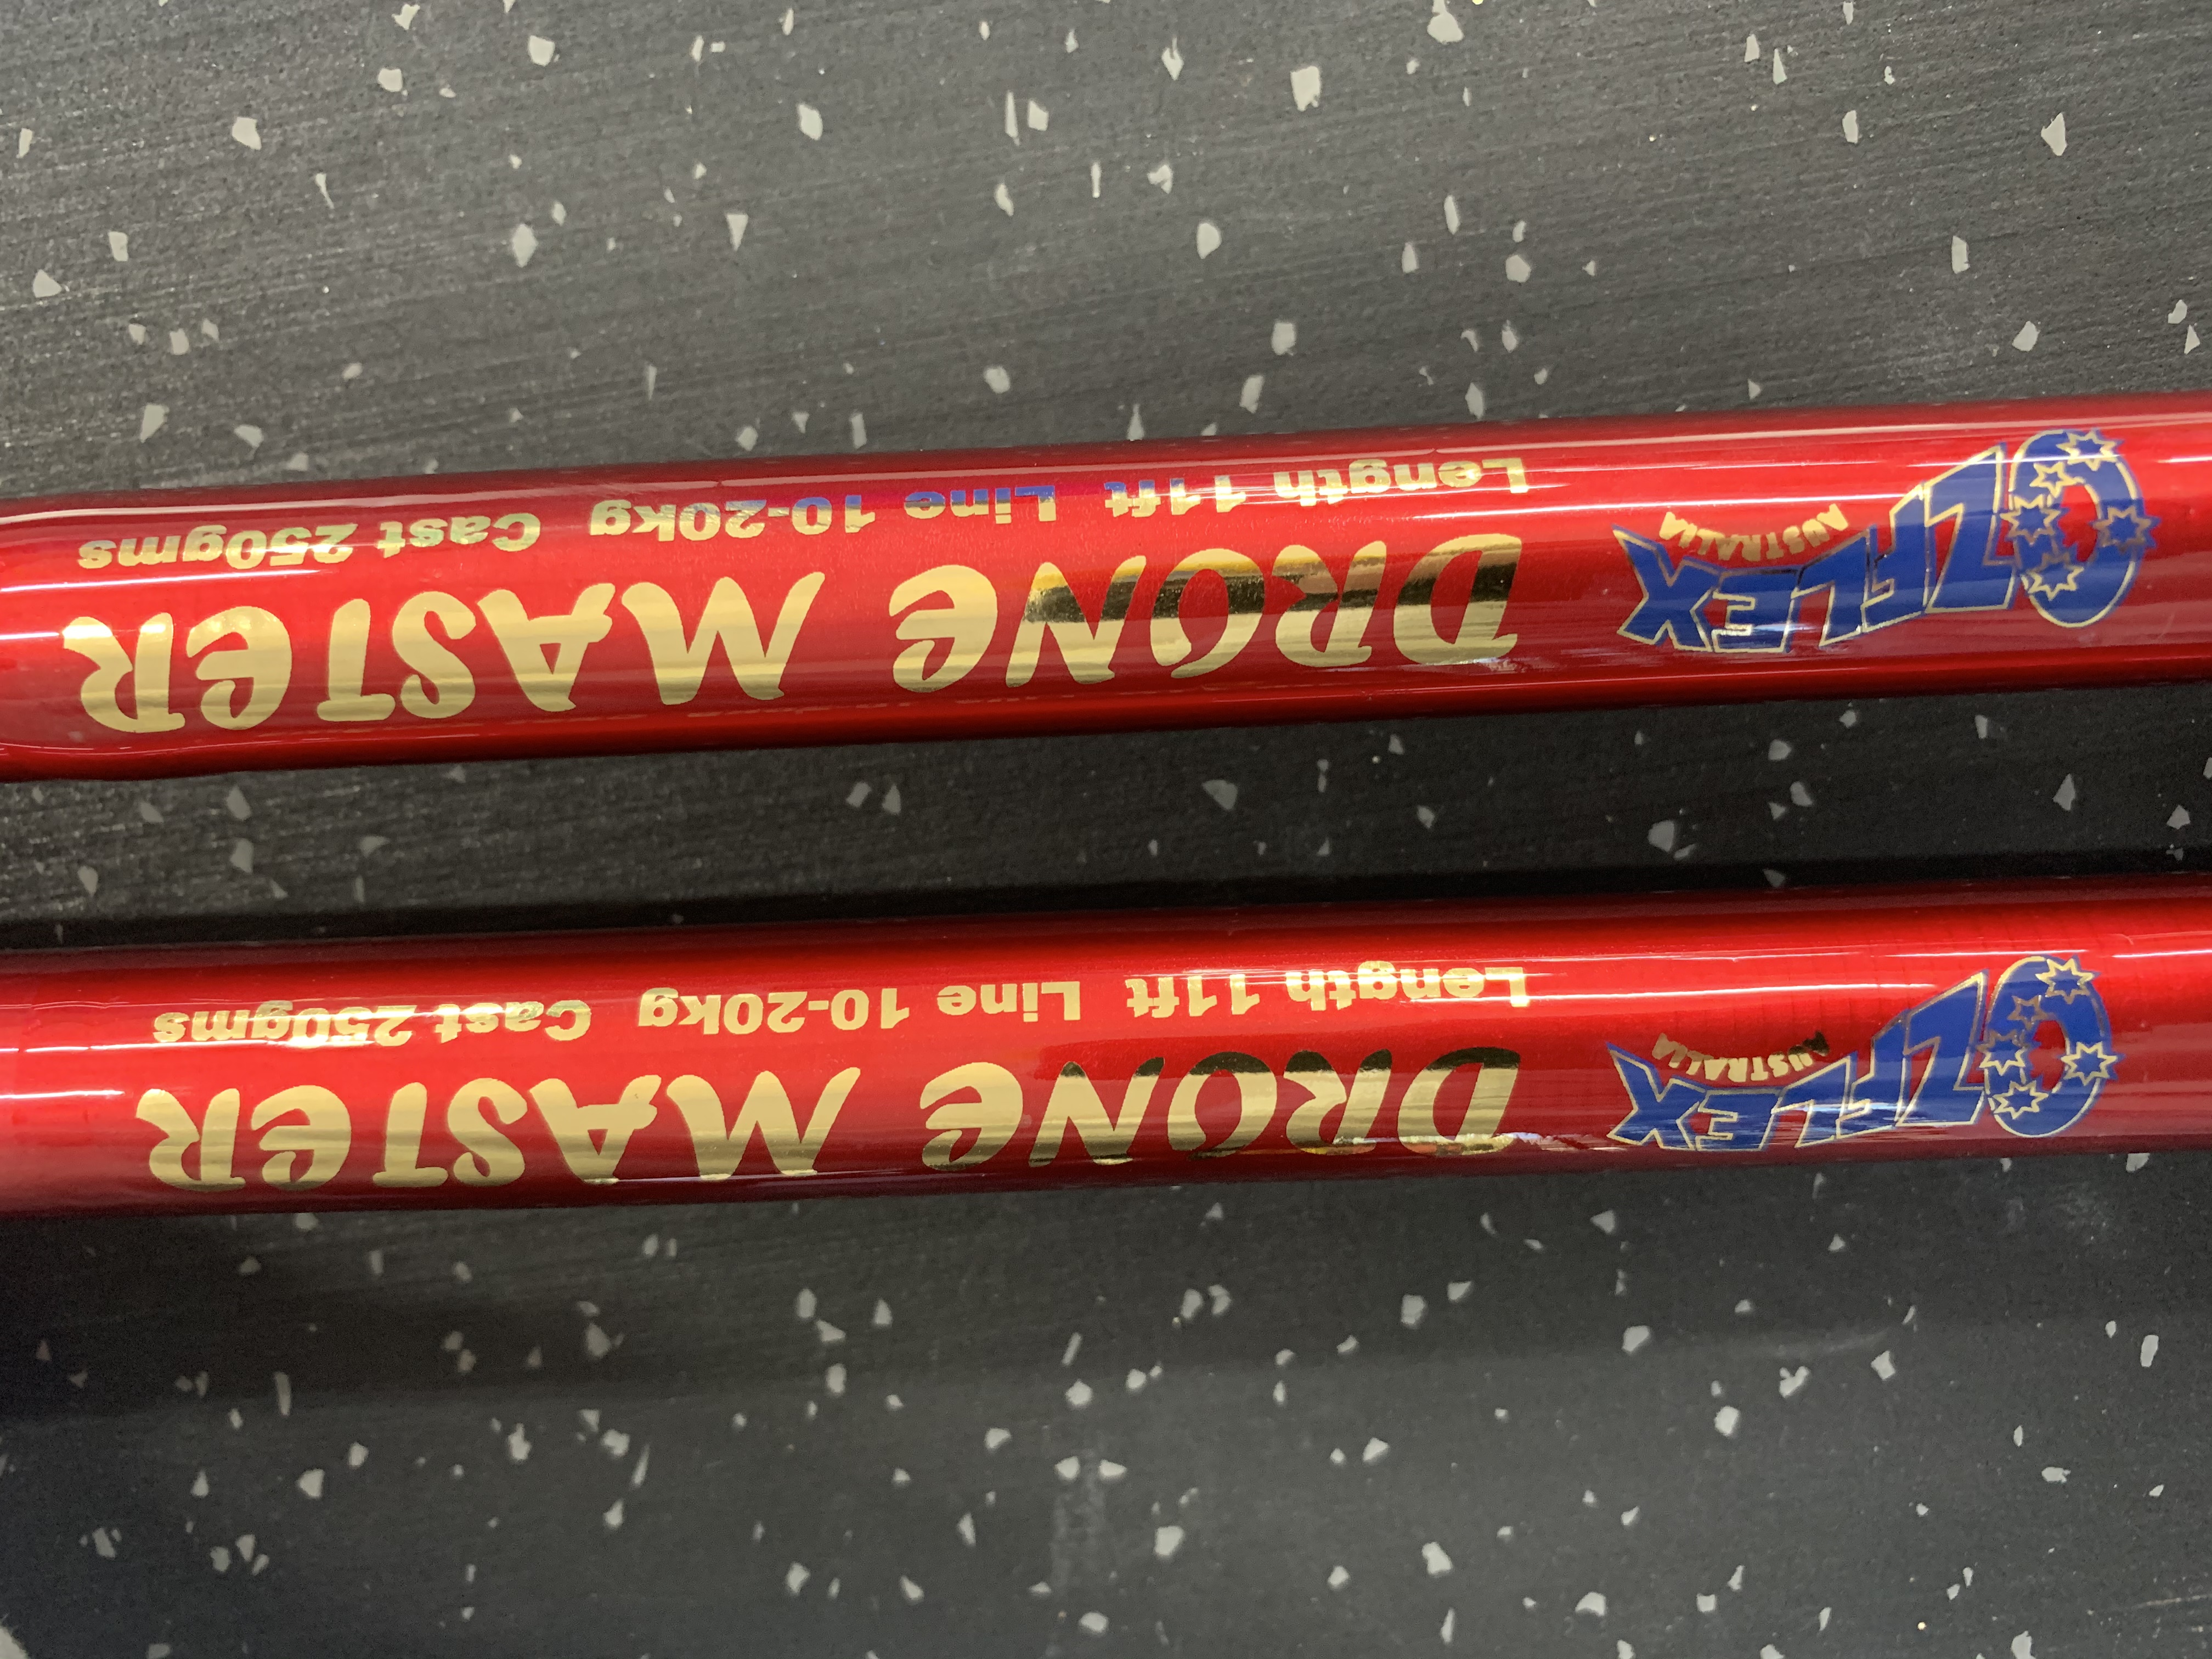 OZFLEX
AUSTRALIA
DRONE MASTER
Length 11ft Line 10-20kg Cast 250gms
OZFLEX
AUSTRALIA
DRONE MASTER
Length 11ft Line 10-20kg Cast 250gms